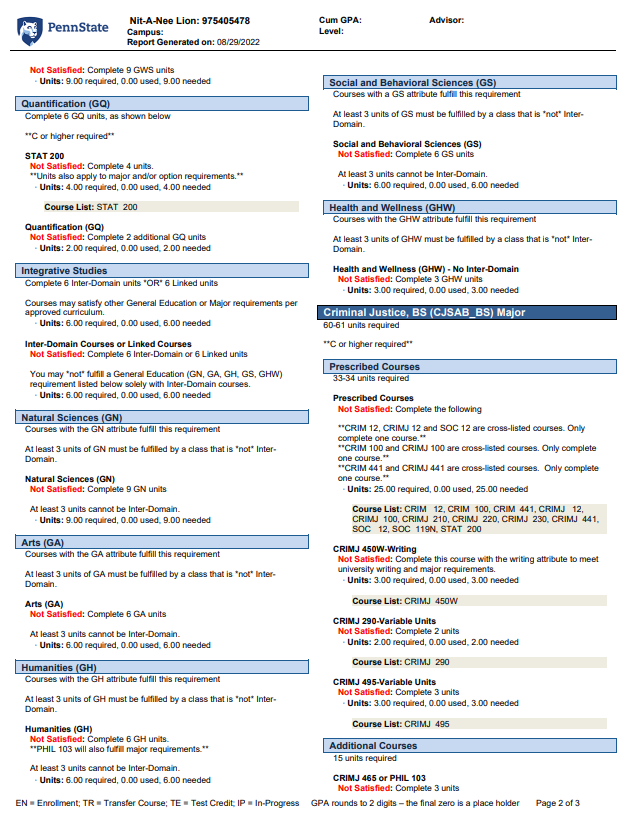 PennState
Nit-A-Nee Lion: 975405478
Campus:
Report Generated on: 08/29/2022
Cum GPA:
Level:
Advisor:
Not Satisfied: Complete 9 GWS units
· Units: 9.00 required, 0.00 used, 9.00 needed
Quantification (GQ)
Complete 6 GQ units, as shown below
**C or higher required**
STAT 200
Not Satisfied: Complete 4 units.
**Units also apply to major and/or option requirements.**
· Units: 4.00 required, 0.00 used, 4.00 needed
Course List: STAT 200
Quantification (GQ)
Not Satisfied: Complete 2 additional GQ units
· Units: 2.00 required, 0.00 used, 2.00 needed
Integrative Studies
Complete 6 Inter-Domain units *OR* 6 Linked units
Courses may satisfy other General Education or Major requirements per
approved curriculum.
· Units: 6.00 required, 0.00 used, 6.00 needed
Inter-Domain Courses or Linked Courses
Not Satisfied: Complete 6 Inter-Domain or 6 Linked units
You may *not* fulfill a General Education (GN, GA, GH, GS, GHW)
requirement listed below solely with Inter-Domain courses.
· Units: 6.00 required, 0.00 used, 6.00 needed
Natural Sciences (GN)
Courses with the GN attribute fulfill this requirement
At least 3 units of GN must be fulfilled by a class that is *not* Inter-
Domain.
Natural Sciences (GN)
Not Satisfied: Complete 9 GN units
At least 3 units cannot be Inter-Domain.
· Units: 9.00 required, 0.00 used, 9.00 needed
Arts (GA)
Courses with the GA attribute fulfill this requirement
At least 3 units of GA must be fulfilled by a class that is *not* Inter-
Domain.
Arts (GA)
Not Satisfied: Complete 6 GA units
At least 3 units cannot be Inter-Domain.
· Units: 6.00 required, 0.00 used, 6.00 needed
Humanities (GH)
Courses with the GH attribute fulfill this requirement
At least 3 units of GH must be fulfilled by a class that is *not* Inter-
Domain.
Humanities (GH)
Not Satisfied: Complete 6 GH units.
**PHIL 103 will also fulfill major requirements.**
At least 3 units cannot be Inter-Domain.
· Units: 6.00 required, 0.00 used, 6.00 needed
Social and Behavioral Sciences (GS)
Courses with a GS attribute fulfill this requirement
At least 3 units of GS must be fulfilled by a class that is *not* Inter-
Domain.
Social and Behavioral Sciences (GS)
Not Satisfied: Complete 6 GS units
At least 3 units cannot be Inter-Domain.
· Units: 6.00 required, 0.00 used, 6.00 needed
Health and Wellness (GHW)
Courses with the GHW attribute fulfill this requirement
At least 3 units of GHW must be fulfilled by a class that is *not* Inter-
Domain.
Health and Wellness (GHW) - No Inter-Domain
Not Satisfied: Complete 3 GHW units
· Units: 3.00 required, 0.00 used, 3.00 needed
Criminal Justice, BS (CJSAB_BS) Major
60-61 units required
**C or higher required**
Prescribed Courses
33-34 units required
Prescribed Courses
Not Satisfied: Complete the following
**CRIM 12, CRIMJ 12 and SOC 12 are cross-listed courses. Only
complete one course.**
**CRIM 100 and CRIMJ 100 are cross-listed courses. Only complete
one course.**
**CRIM 441 and CRIMJ 441 are cross-listed courses. Only complete
one course.**
· Units: 25.00 required, 0.00 used, 25.00 needed
Course List: CRIM 12, CRIM 100, CRIM 441, CRIMJ 12,
CRIMJ 100, CRIMJ 210, CRIMJ 220, CRIMJ 230, CRIMJ 441,
SOC 12, SOC 119N, STAT 200
CRIMJ 450W-Writing
Not Satisfied: Complete this course with the writing attribute to meet
university writing and major requirements.
· Units: 3.00 required, 0.00 used, 3.00 needed
Course List: CRIMJ 450W
CRIMJ 290-Variable Units
Not Satisfied: Complete 2 units
· Units: 2.00 required, 0.00 used, 2.00 needed
Course List: CRIMJ 290
CRIMJ 495-Variable Units
Not Satisfied: Complete 3 units
· Units: 3.00 required, 0.00 used, 3.00 needed
Course List: CRIMJ 495
Additional Courses
15 units required
CRIMJ 465 or PHIL 103
Not Satisfied: Complete 3 units
EN = Enrollment; TR = Transfer Course; TE = Test Credit; IP = In-Progress GPA rounds to 2 digits – the final zero is a place holder Page 2 of 3